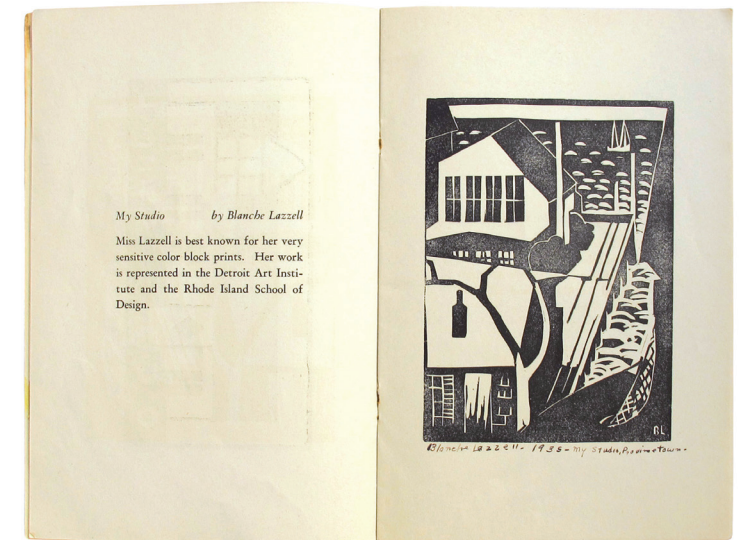 My Studio by Blanche Lazzell
Miss Lazzell is best known for her very
sensitive color block prints. Her work
is represented in the Detroit Art Insti-
tute and the Rhode Island School of
Design.
BL
Blanche Lazzell - 1935 - My Studio, Provincetown.